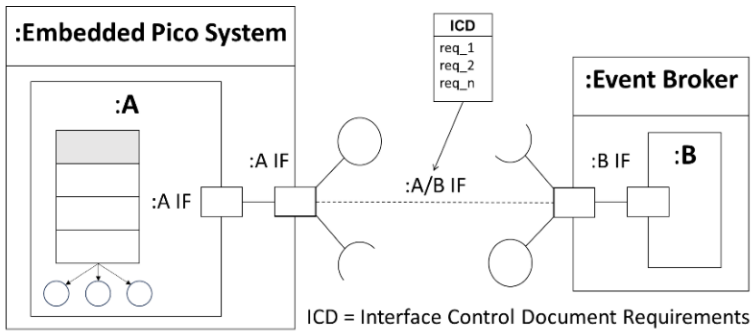 :Embedded Pico System
:A
:A IF
:A IF
ICD
req_1
req_2
req_n
:A/B IF
:Event Broker
:B IF
:B
ICD = Interface Control Document Requirements